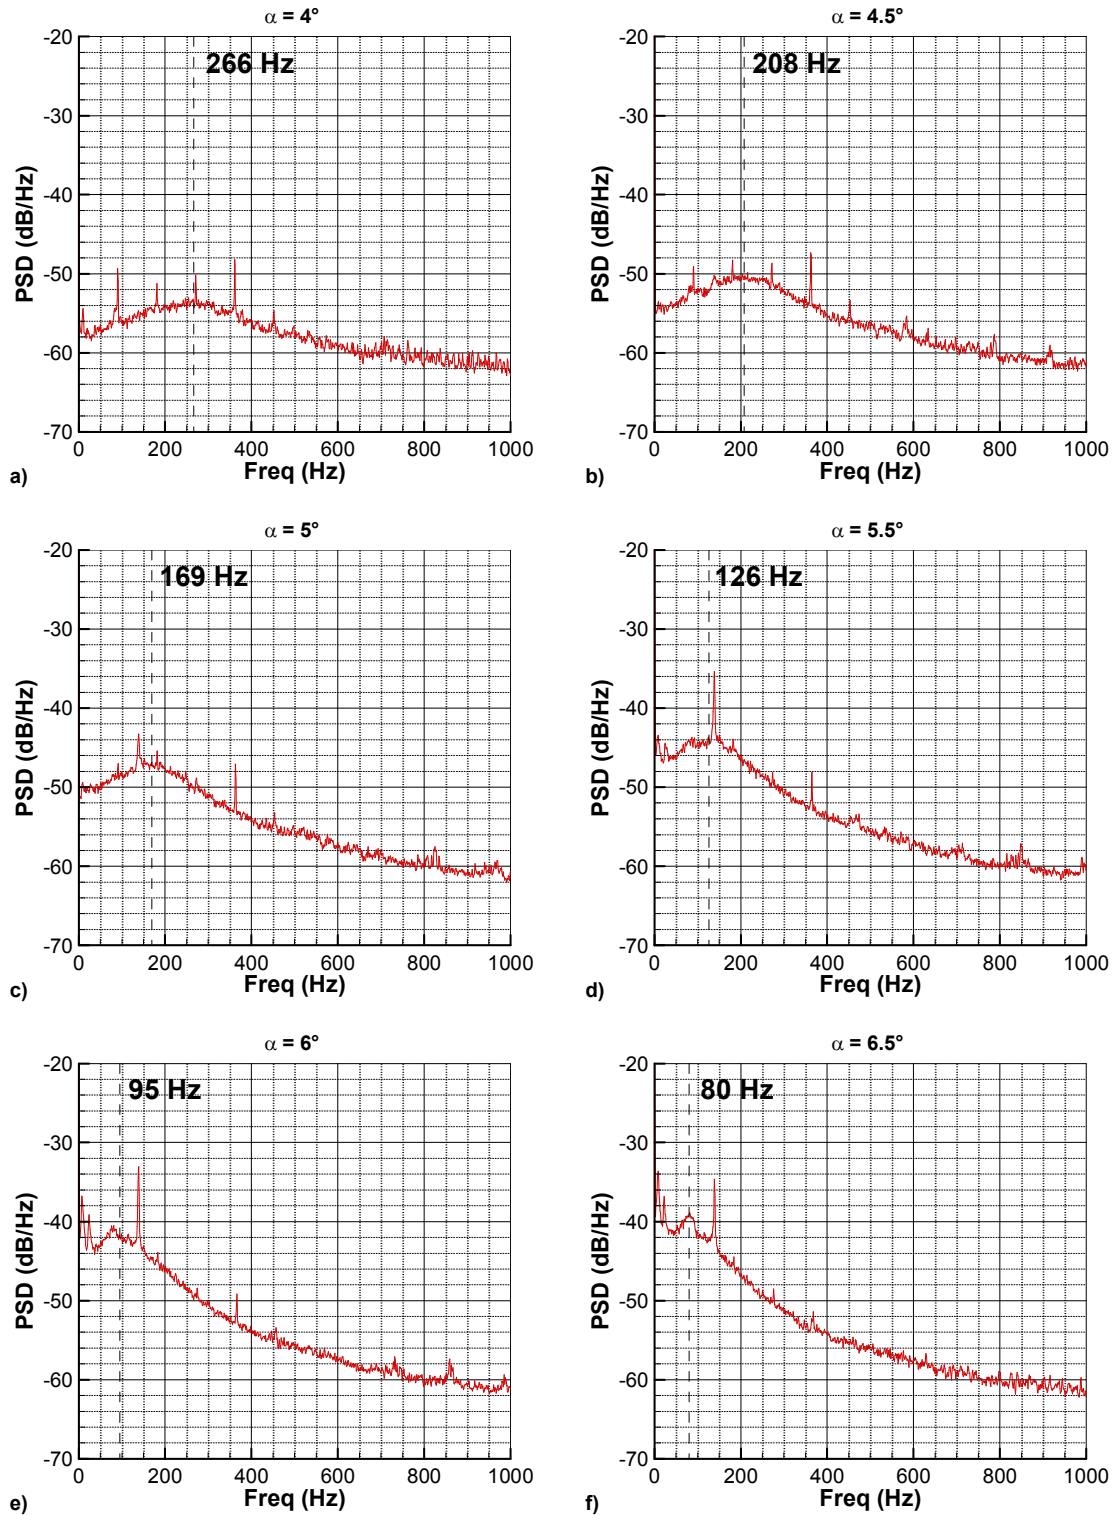 α = 4°
α = 4.5°
-20
-30
-40
-50
-60
-70
PSD (dB/Hz)
266 Hz
0 200 400 600 800 1000
Freq (Hz)
a)
-20
-30
-40
-50
-60
-70
PSD (dB/Hz)
208 Hz
0 200 400 600 800 1000
Freq (Hz)
b)
α = 5°
α = 5.5°
-20
-30
-40
-50
-60
-70
PSD (dB/Hz)
169 Hz
0 200 400 600 800 1000
Freq (Hz)
c)
-20
-30
-40
-50
-60
-70
PSD (dB/Hz)
126 Hz
0 200 400 600 800 1000
Freq (Hz)
d)
α = 6°
α = 6.5°
-20
-30
-40
-50
-60
-70
PSD (dB/Hz)
95 Hz
0 200 400 600 800 1000
Freq (Hz)
e)
-20
-30
-40
-50
-60
-70
PSD (dB/Hz)
80 Hz
0 200 400 600 800 1000
Freq (Hz)
f)